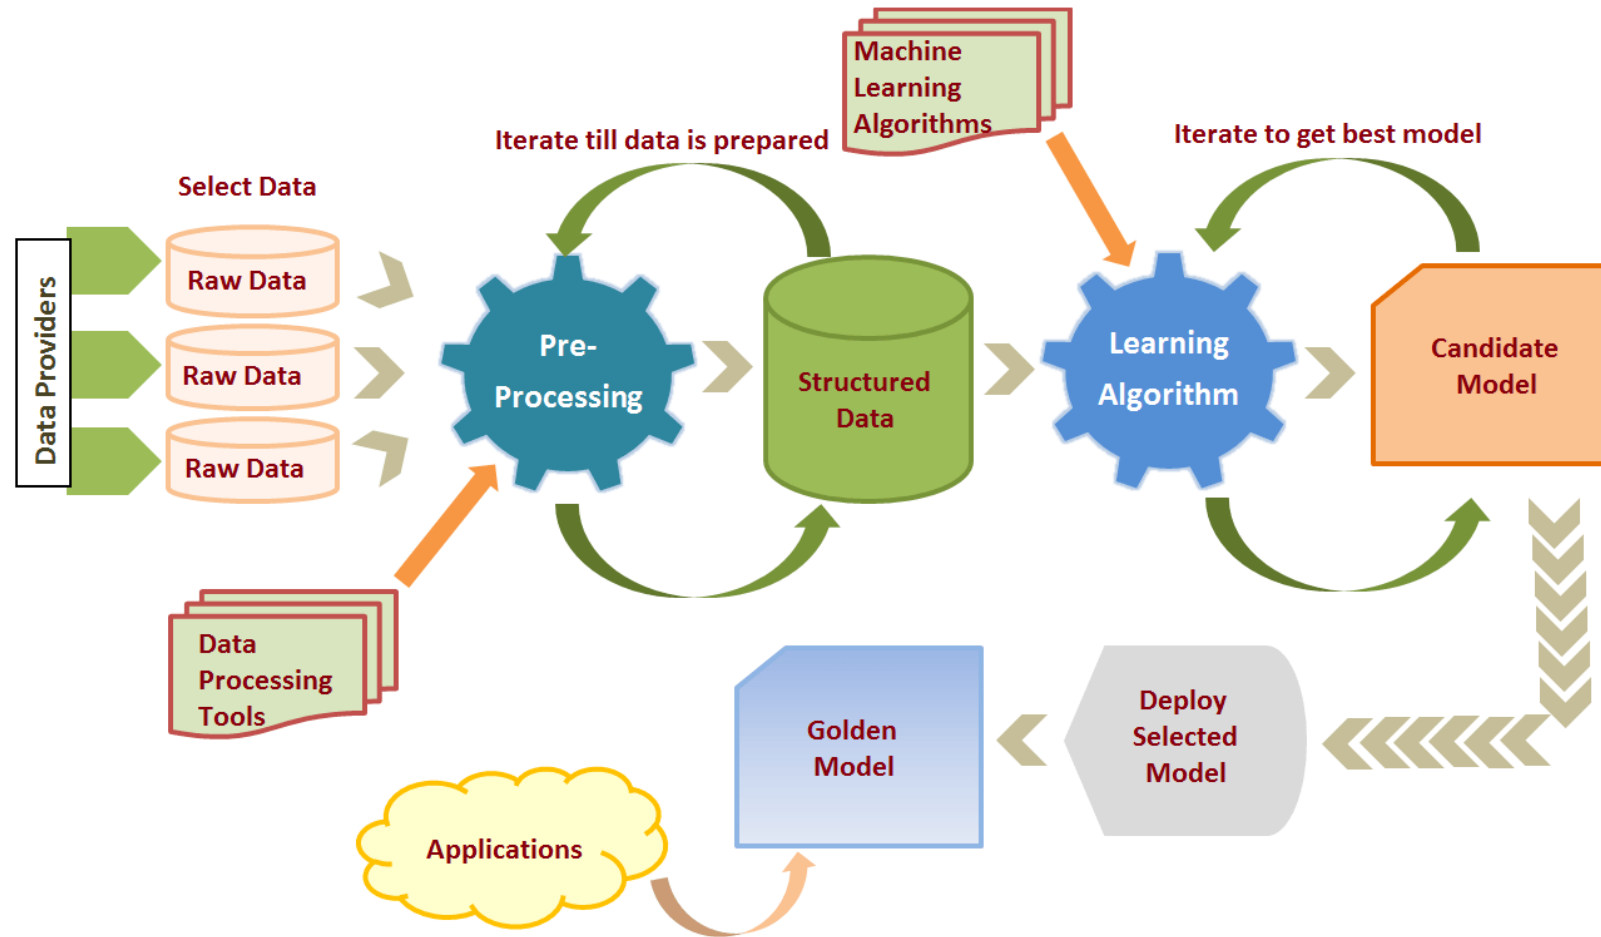 Machine
Learning
Algorithms
Iterate till data is prepared
Iterate to get best model
Select Data
Data Providers
Raw Data
Raw Data
Raw Data
Pre-
Processing
Structured
Data
Learning
Algorithm
Candidate
Model
Data
Processing
Tools
Golden
Model
Deploy
Selected
Model
Applications